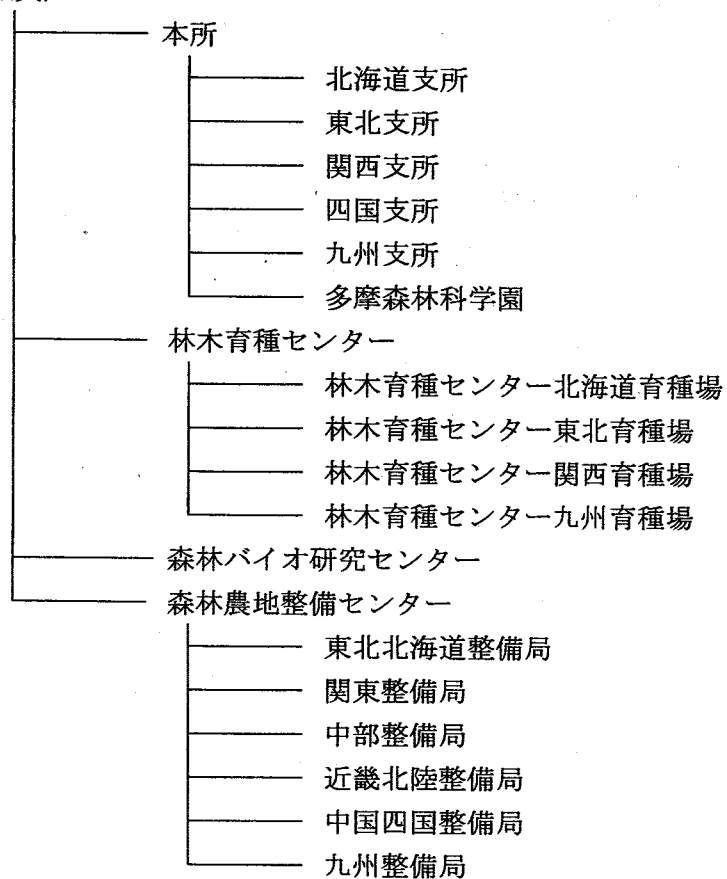 本所
北海道支所
東北支所
関西支所
四国支所
九州支所
多摩森林科学園
林木育種センター
林木育種センター北海道育種場
林木育種センター東北育種場
林木育種センター関西育種場
林木育種センター九州育種場
森林バイオ研究センター
森林農地整備センター
東北北海道整備局
関東整備局
中部整備局
近畿北陸整備局
中国四国整備局
九州整備局